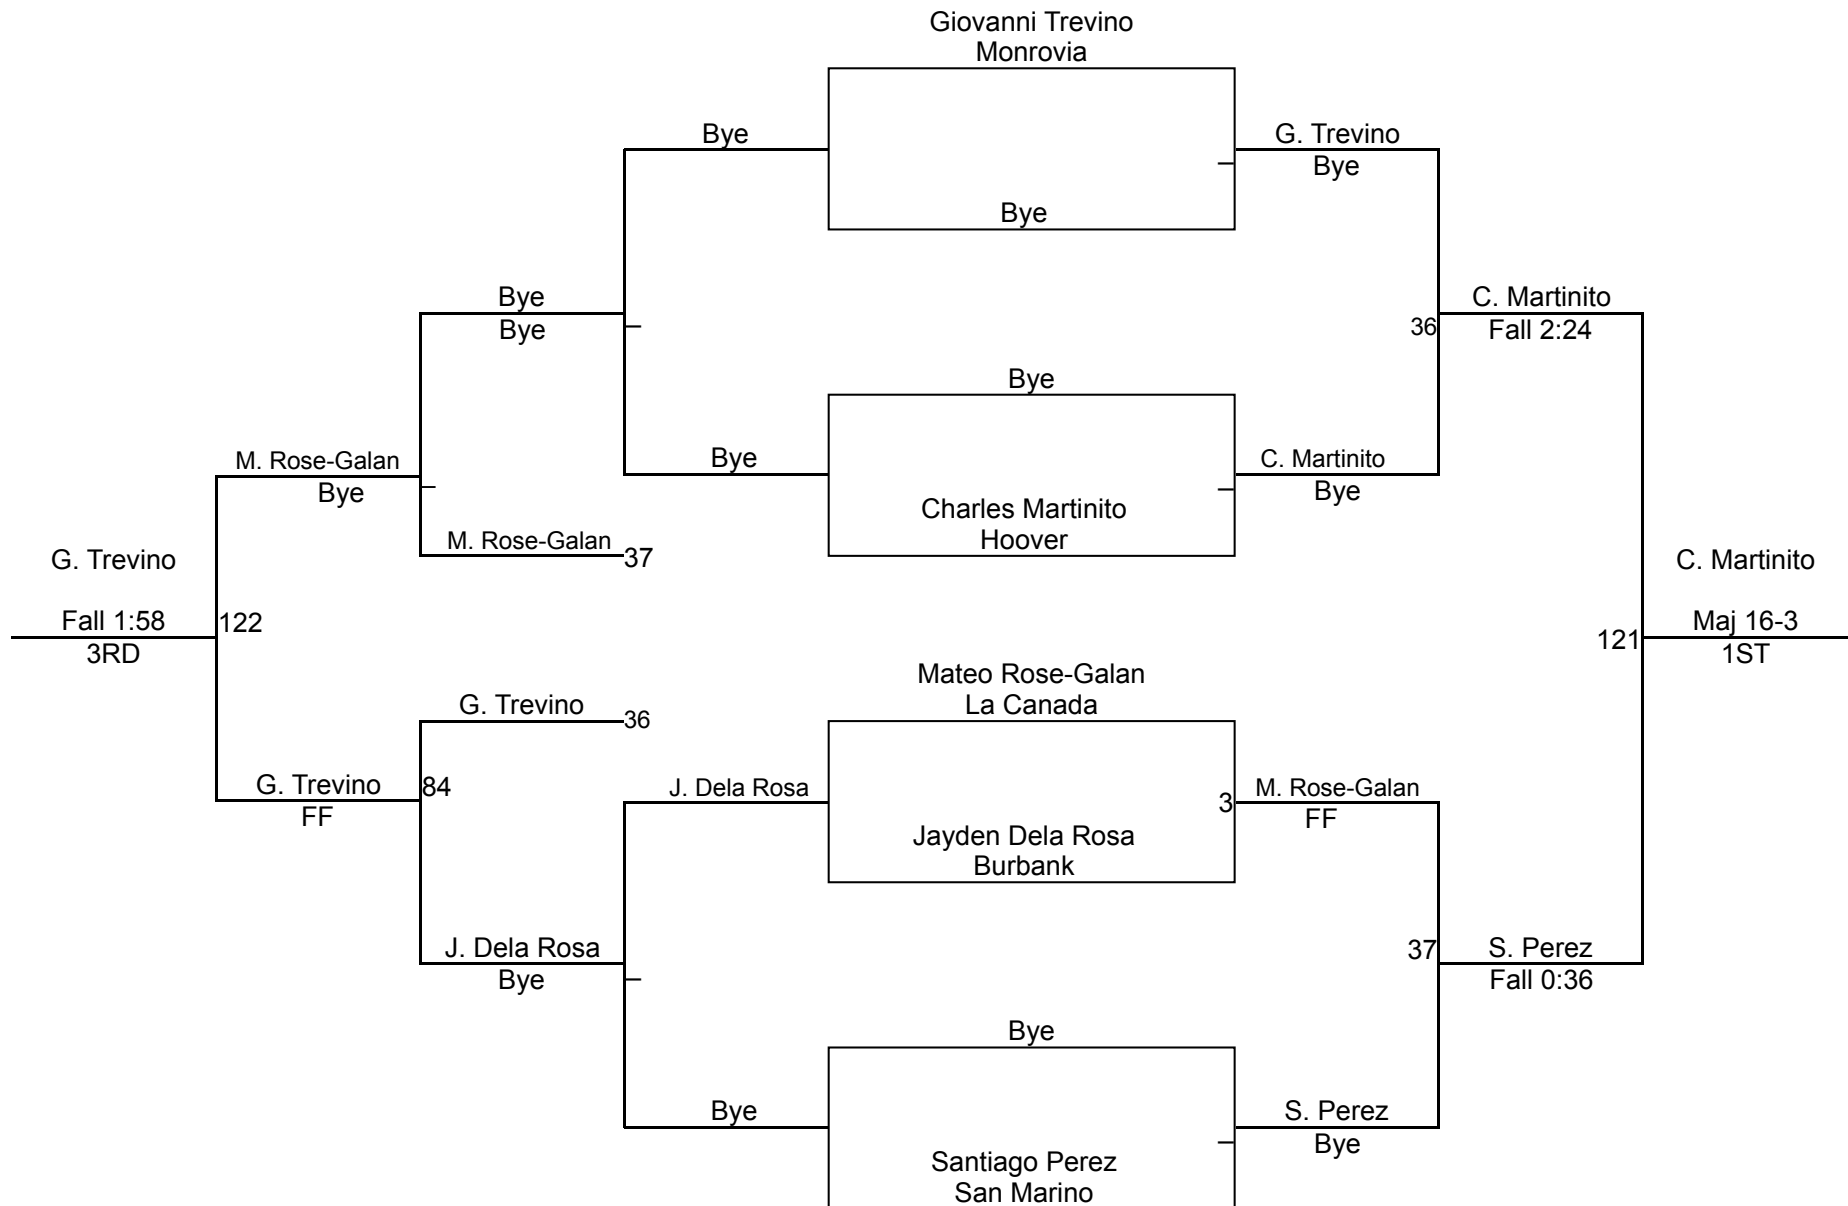 Giovanni Trevino
Monrovia
Bye
G. Trevino
Bye
Bye
Bye
Bye
C. Martinito
36
Fall 2:24
Bye
Bye
C. Martinito
M. Rose-Galan
Bye
Bye
Charles Martinito
Hoover
M. Rose-Galan
37
G. Trevino
C. Martinito
Fall 1:58
122
3RD
Maj 16-3
121
1ST
Mateo Rose-Galan
La Canada
G. Trevino
36
G. Trevino
84
FF
J. Dela Rosa
3
M. Rose-Galan
FF
Jayden Dela Rosa
Burbank
J. Dela Rosa
Bye
37
S. Perez
Fall 0:36
Bye
Bye
S. Perez
Bye
Santiago Perez
San Marino